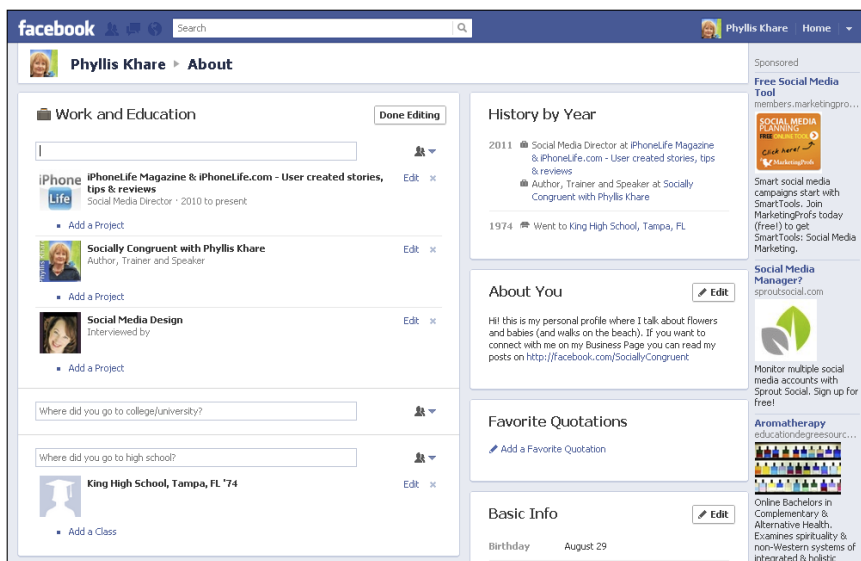 facebook
Search
Phyllis Khare
Home
Phyllis Khare ▸ About
Work and Education
Done Editing
iPhone
Life
iPhoneLife Magazine & iPhoneLife.com - User created stories,
tips & reviews
Social Media Director · 2010 to present
Edit ×
Add a Project
Socially Congruent with Phyllis Khare
Author, Trainer and Speaker
Edit ×
Add a Project
Social Media Design
Interviewed by
Edit ×
Add a Project
Where did you go to college/university?
Where did you go to high school?
King High School, Tampa, FL '74
Edit ×
Add a Class
History by Year
2011 Social Media Director at iPhoneLife Magazine
& iPhoneLife.com - User created stories, tips
& reviews
Author, Trainer and Speaker at Socially
Congruent with Phyllis Khare
1974 Went to King High School, Tampa, FL
About You
Edit
Hi! this is my personal profile where I talk about flowers
and babies (and walks on the beach). If you want to
connect with me on my Business Page you can read my
posts on http://facebook.com/SociallyCongruent
Favorite Quotations
Add a Favorite Quotation
Basic Info
Edit
Birthday August 29
Sponsored
Free Social Media
Tool
members.marketingpro...
SOCIAL MEDIA
PLANNING
FREE ONLINE TOOL
Click here!
MarketingProfs
Smart social media
campaigns start with
SmartTools. Join
MarketingProfs today
(free!) to get
SmartTools: Social Media
Marketing.
Social Media
Manager?
sproutsocial.com
Monitor multiple social
media accounts with
Sprout Social. Sign up for
free!
Aromatherapy
educationdegreesourc...
Online Bachelors in
Complementary &
Alternative Health.
Examines spirituality &
non-Western systems of
integrated & holistic